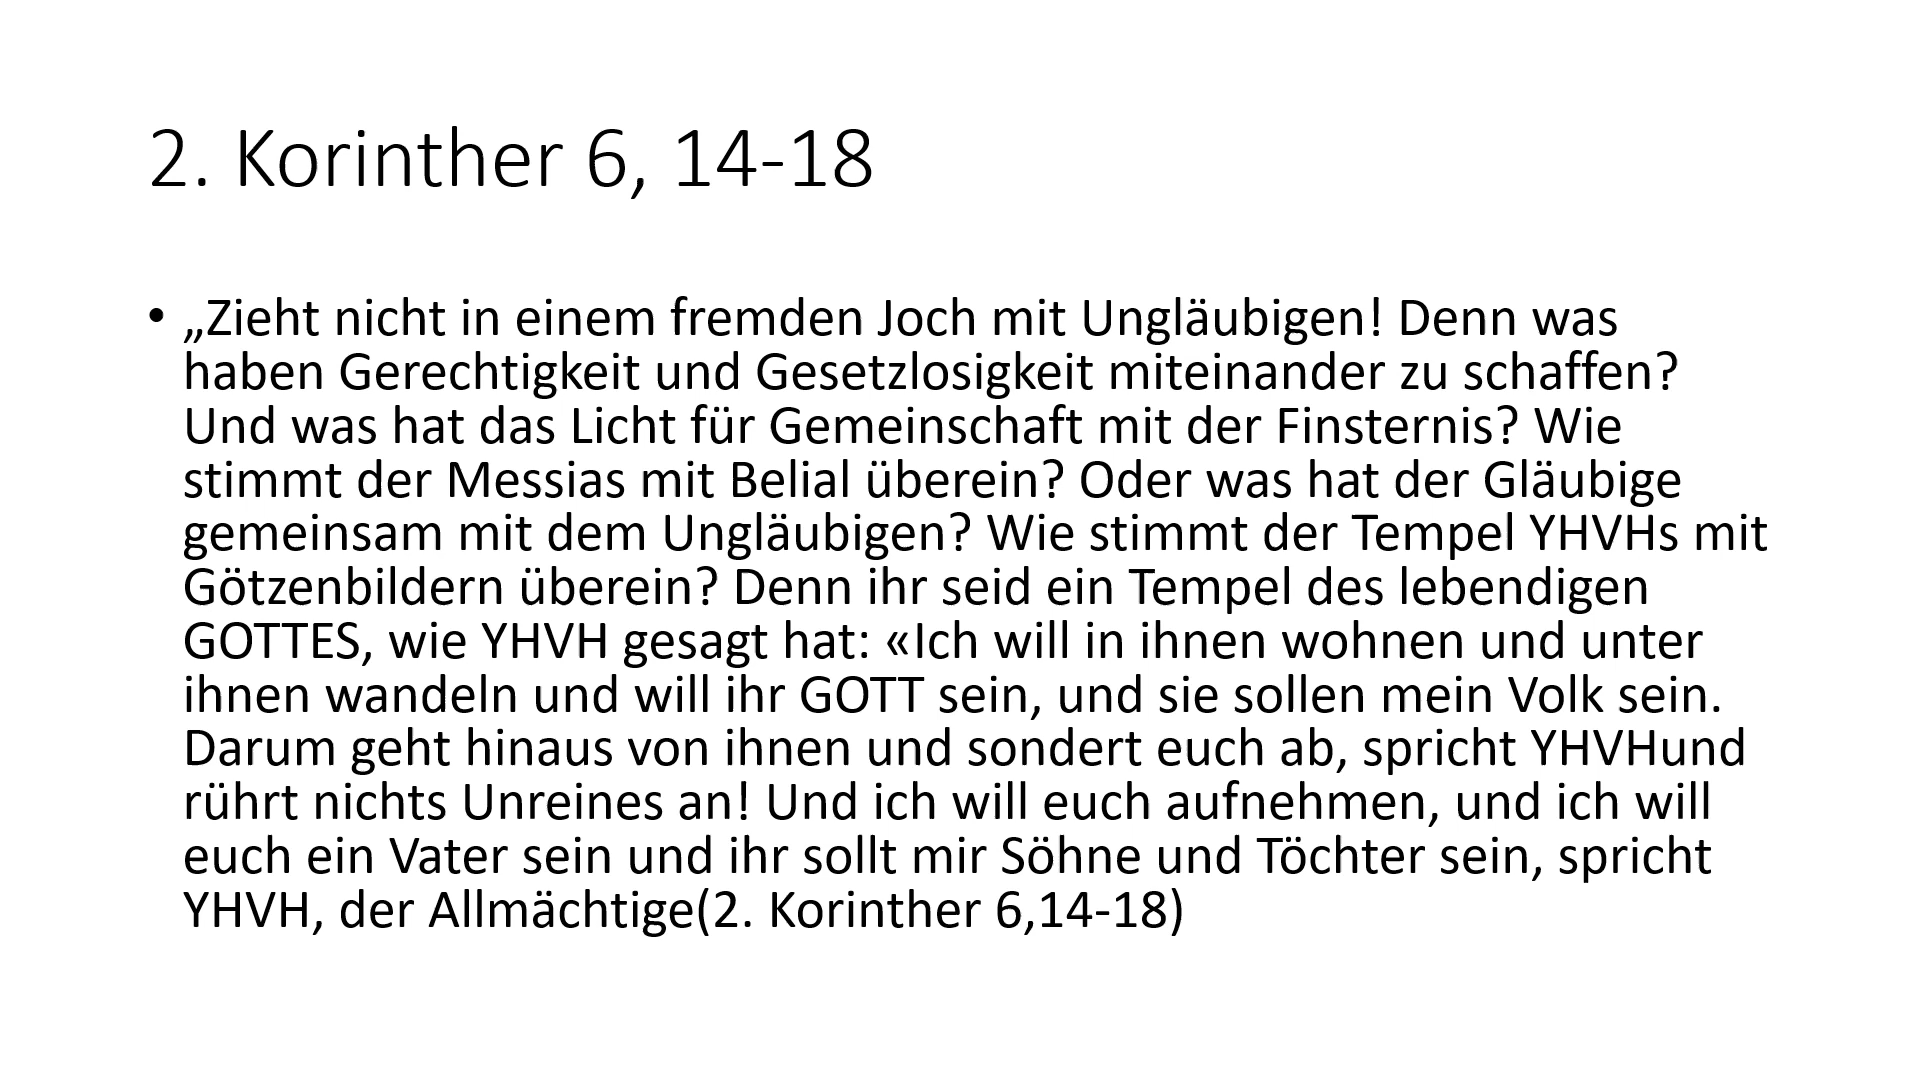 2. Korinther 6, 14-18
• „Zieht nicht in einem fremden Joch mit Ungläubigen! Denn was
haben Gerechtigkeit und Gesetzlosigkeit miteinander zu schaffen?
Und was hat das Licht für Gemeinschaft mit der Finsternis? Wie
stimmt der Messias mit Belial überein? Oder was hat der Gläubige
gemeinsam mit dem Ungläubigen? Wie stimmt der Tempel YHVHs mit
Götzenbildern überein? Denn ihr seid ein Tempel des lebendigen
GOTTES, wie YHVH gesagt hat: «Ich will in ihnen wohnen und unter
ihnen wandeln und will ihr GOTT sein, und sie sollen mein Volk sein.
Darum geht hinaus von ihnen und sondert euch ab, spricht YHVHund
rührt nichts Unreines an! Und ich will euch aufnehmen, und ich will
euch ein Vater sein und ihr sollt mir Söhne und Töchter sein, spricht
YHVH, der Allmächtige(2. Korinther 6,14-18)